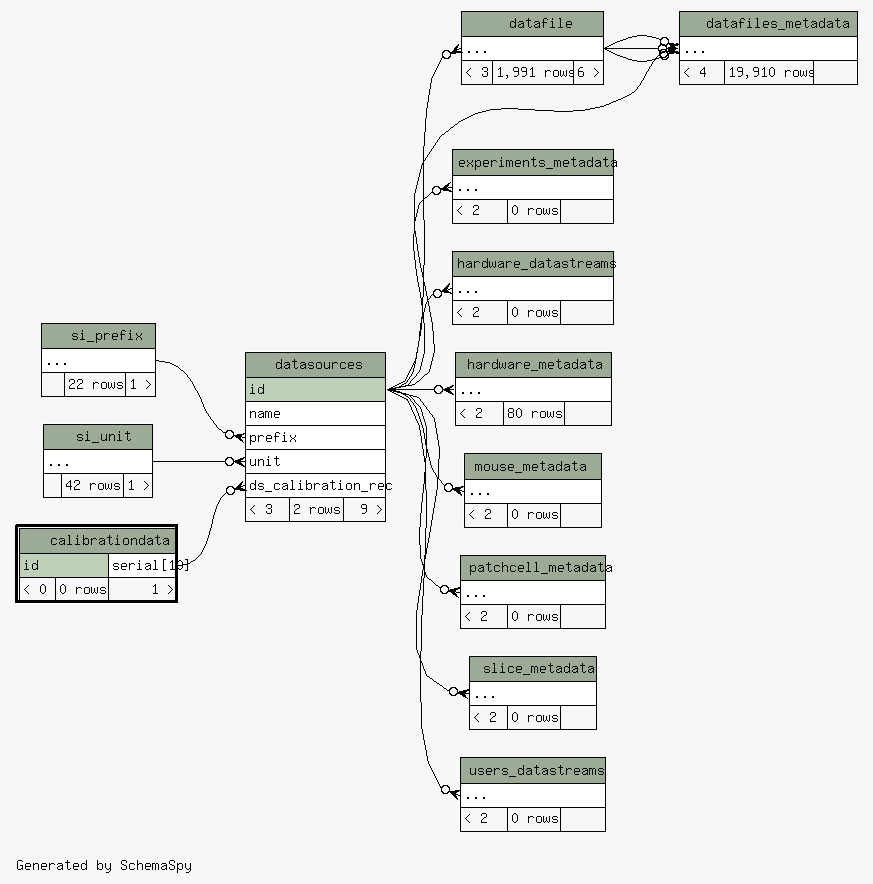 datafile
...
< 3 1,991 rows 6 >
datafiles_metadata
...
< 4 19,910 rows
experiments_metadata
...
< 2 0 rows
hardware_datastreams
...
< 2 0 rows
si_prefix
...
22 rows 1 >
datasources
id
name
prefix
unit
ds_calibration_rec
< 3 2 rows 9 >
hardware_metadata
...
< 2 80 rows
si_unit
...
42 rows 1 >
mouse_metadata
...
< 2 0 rows
calibrationdata
id serial[10]
< 0 0 rows 1 >
patchcell_metadata
...
< 2 0 rows
slice_metadata
...
< 2 0 rows
users_datastreams
...
< 2 0 rows
Generated by SchemaSpy